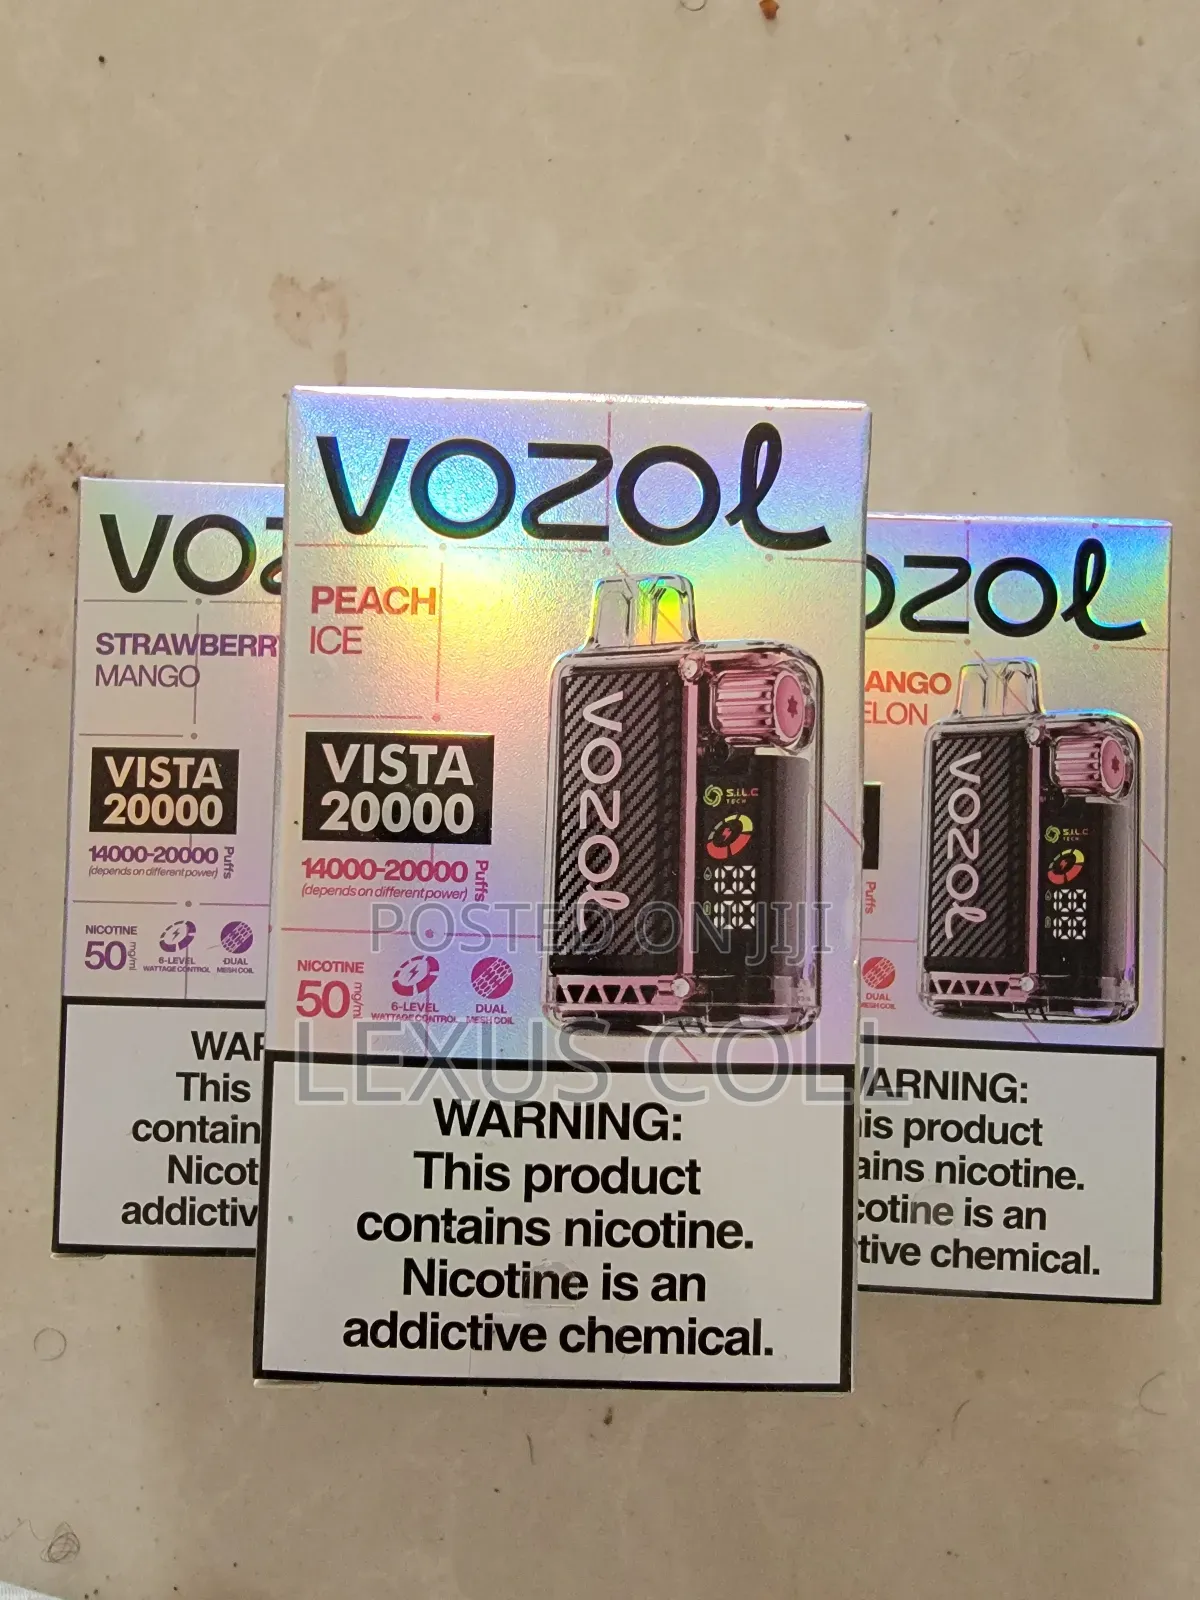 VOZOL
PEACH
ICE
VISTA
20000
14000-20000 Puffs
(depends on different power)
NICOTINE
50 mg/ml
6-LEVEL
WATTAGE CONTROL
DUAL
MESH COIL
VOZOL
S.I.L.C
TECH
WARNING:
This product
contains nicotine.
Nicotine is an
addictive chemical.
VOZ
STRAWBERRY
MANGO
VISTA
20000
14000-20000 Puffs
(depends on different power)
NICOTINE
50 mg/ml
6-LEVEL
WATTAGE CONTROL
DUAL
MESH COIL
WAR
This
contain
Nicot
addictiv
OZOL
ANGO
ELON
Puffs
DUAL
MESH COIL
VOZOL
S.I.L.C
TECH
ARNING:
is product
ains nicotine.
cotine is an
tive chemical.
POSTED ON JIJI
LEXUS COLL